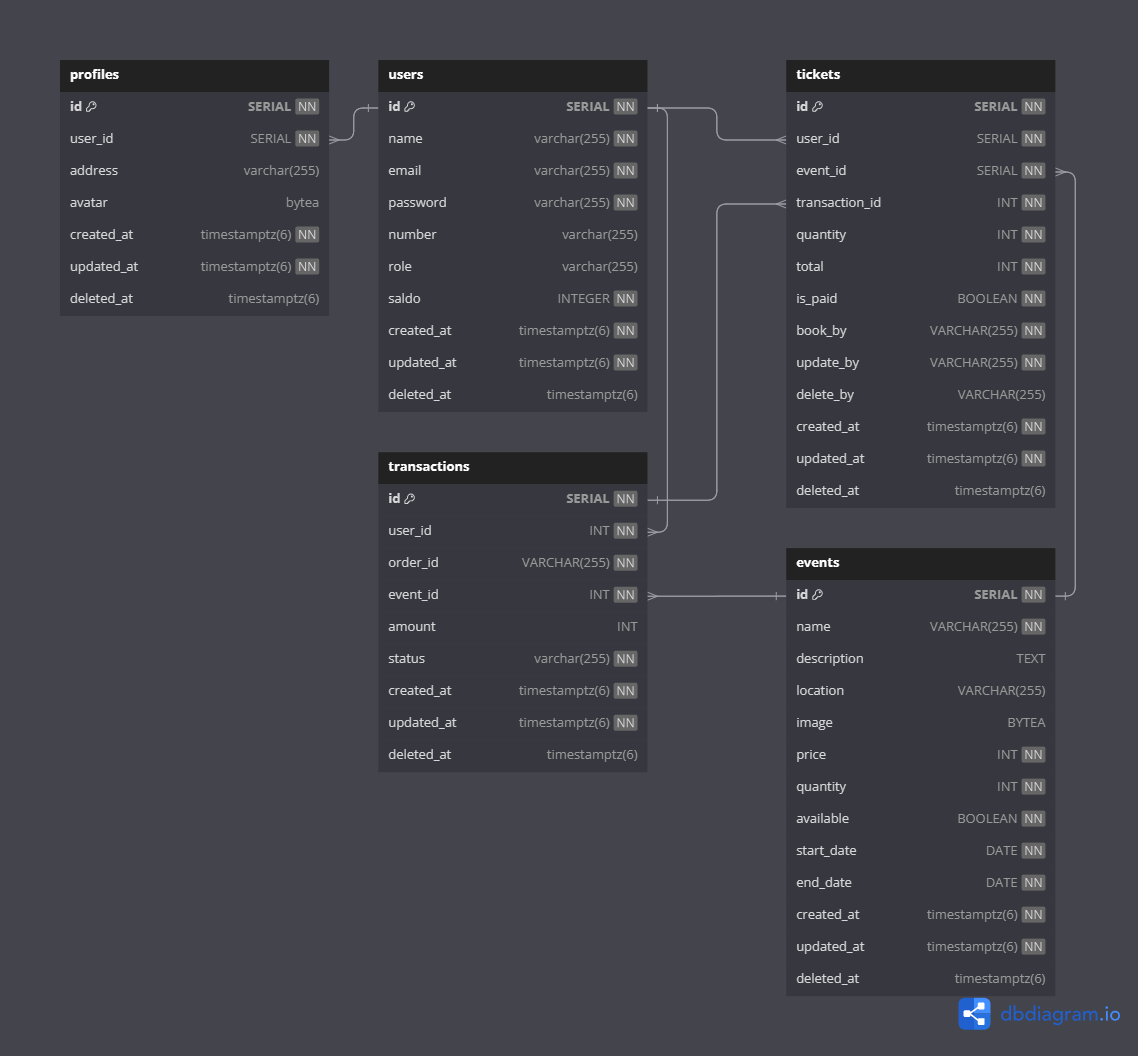 profiles
id SERIAL NN
user_id SERIAL NN
address varchar(255)
avatar bytea
created_at timestamptz(6) NN
updated_at timestamptz(6) NN
deleted_at timestamptz(6)
users
id SERIAL NN
name varchar(255) NN
email varchar(255) NN
password varchar(255) NN
number varchar(255)
role varchar(255)
saldo INTEGER NN
created_at timestamptz(6) NN
updated_at timestamptz(6) NN
deleted_at timestamptz(6)
transactions
id SERIAL NN
user_id INT NN
order_id VARCHAR(255) NN
event_id INT NN
amount INT
status varchar(255) NN
created_at timestamptz(6) NN
updated_at timestamptz(6) NN
deleted_at timestamptz(6)
tickets
id SERIAL NN
user_id SERIAL NN
event_id SERIAL NN
transaction_id INT NN
quantity INT NN
total INT NN
is_paid BOOLEAN NN
book_by VARCHAR(255) NN
update_by VARCHAR(255) NN
delete_by VARCHAR(255)
created_at timestamptz(6) NN
updated_at timestamptz(6) NN
deleted_at timestamptz(6)
events
id SERIAL NN
name VARCHAR(255) NN
description TEXT
location VARCHAR(255)
image BYTEA
price INT NN
quantity INT NN
available BOOLEAN NN
start_date DATE NN
end_date DATE NN
created_at timestamptz(6) NN
updated_at timestamptz(6) NN
deleted_at timestamptz(6)
dbdiagram.io